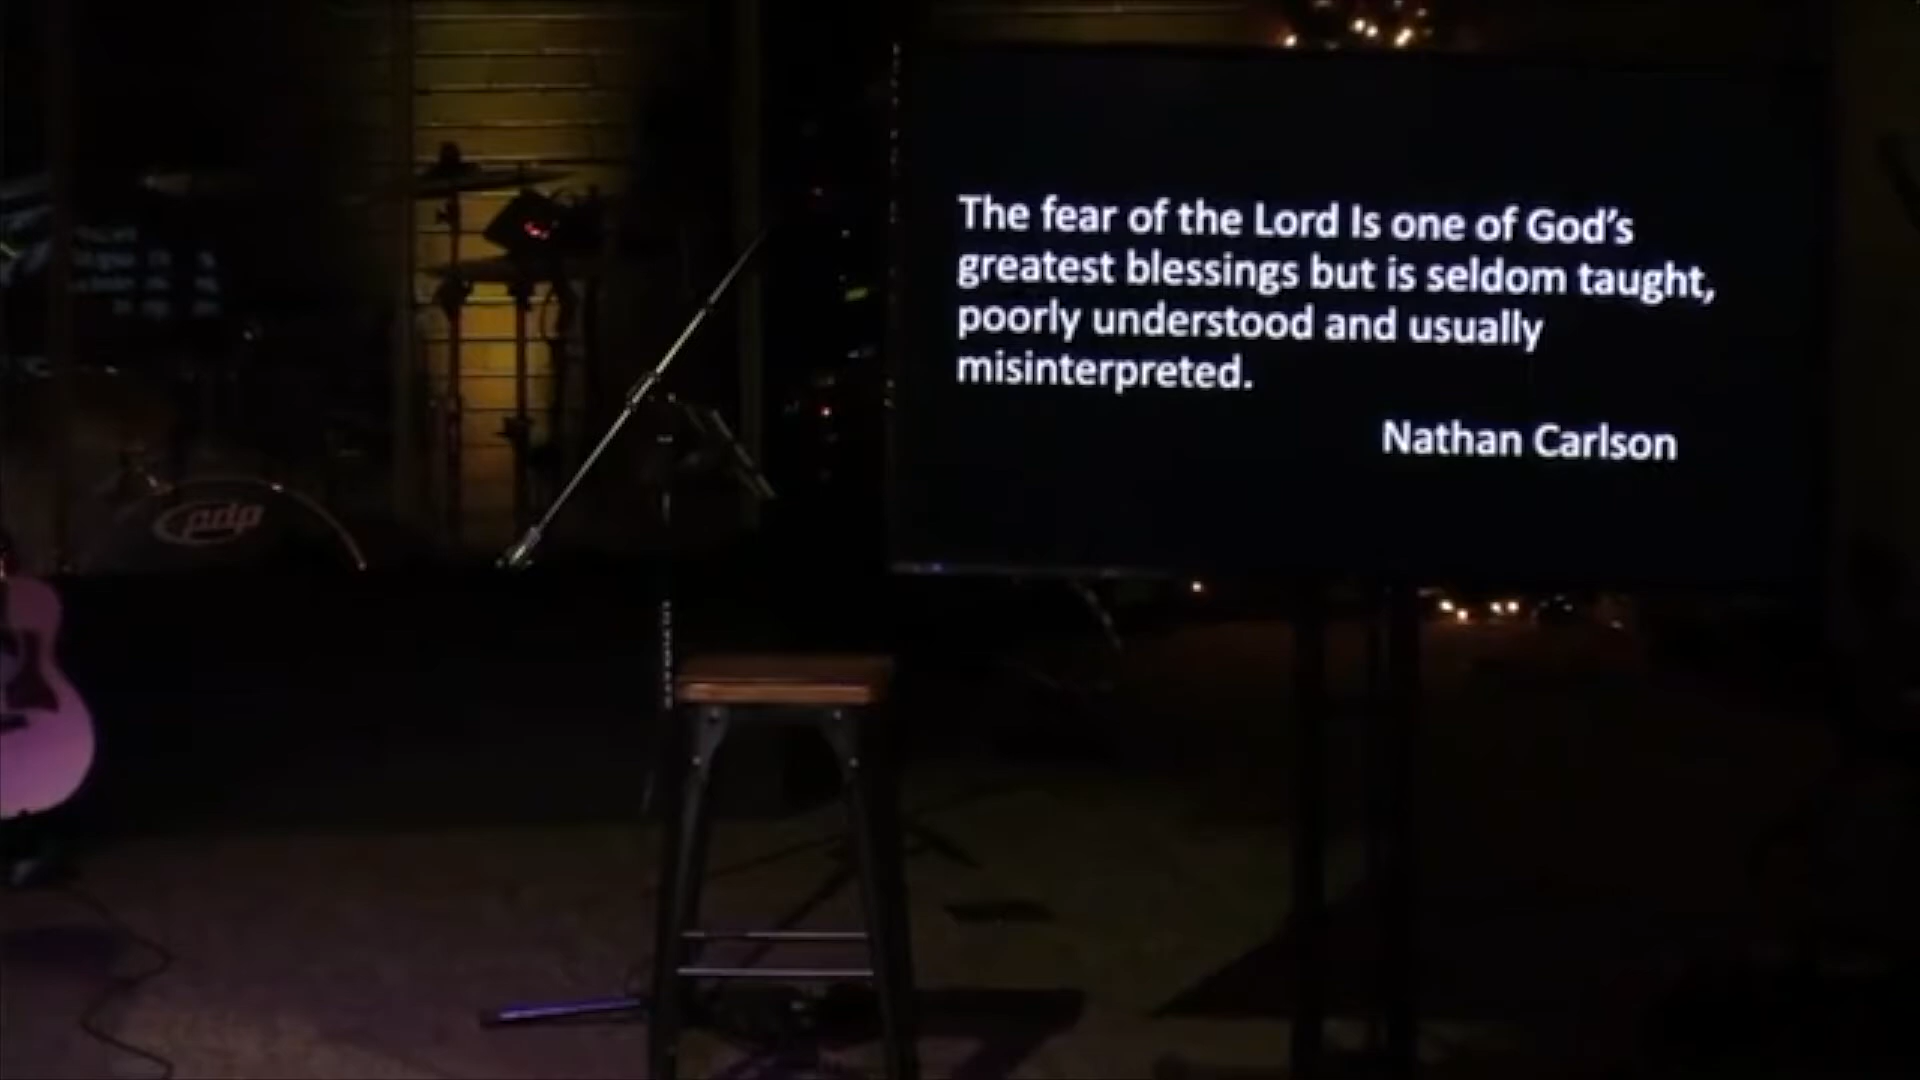 The fear of the Lord Is one of God's
greatest blessings but is seldom taught,
poorly understood and usually
misinterpreted.
Nathan Carlson
pdp